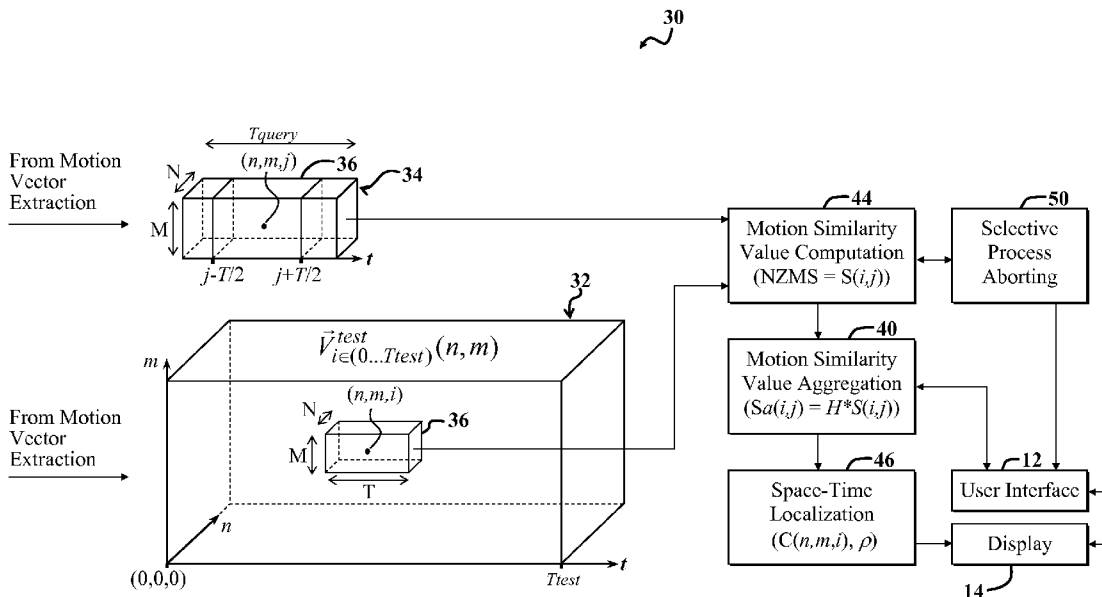 30
Tquery
(n,m,j)
36
34
N
M
From Motion
Vector
Extraction
j-T/2
j+T/2
t
44
Motion Similarity
Value Computation
(NZMS = S(i,j))
50
Selective
Process
Aborting
32
V⃗^{test}_{i∈(0...Ttest)}(n,m)
m
(n,m,i)
N
36
M
T
From Motion
Vector
Extraction
n
(0,0,0)
Ttest
t
40
Motion Similarity
Value Aggregation
(Sa(i,j) = H*S(i,j))
46
Space-Time
Localization
(C(n,m,i), ρ)
12
User Interface
Display
14